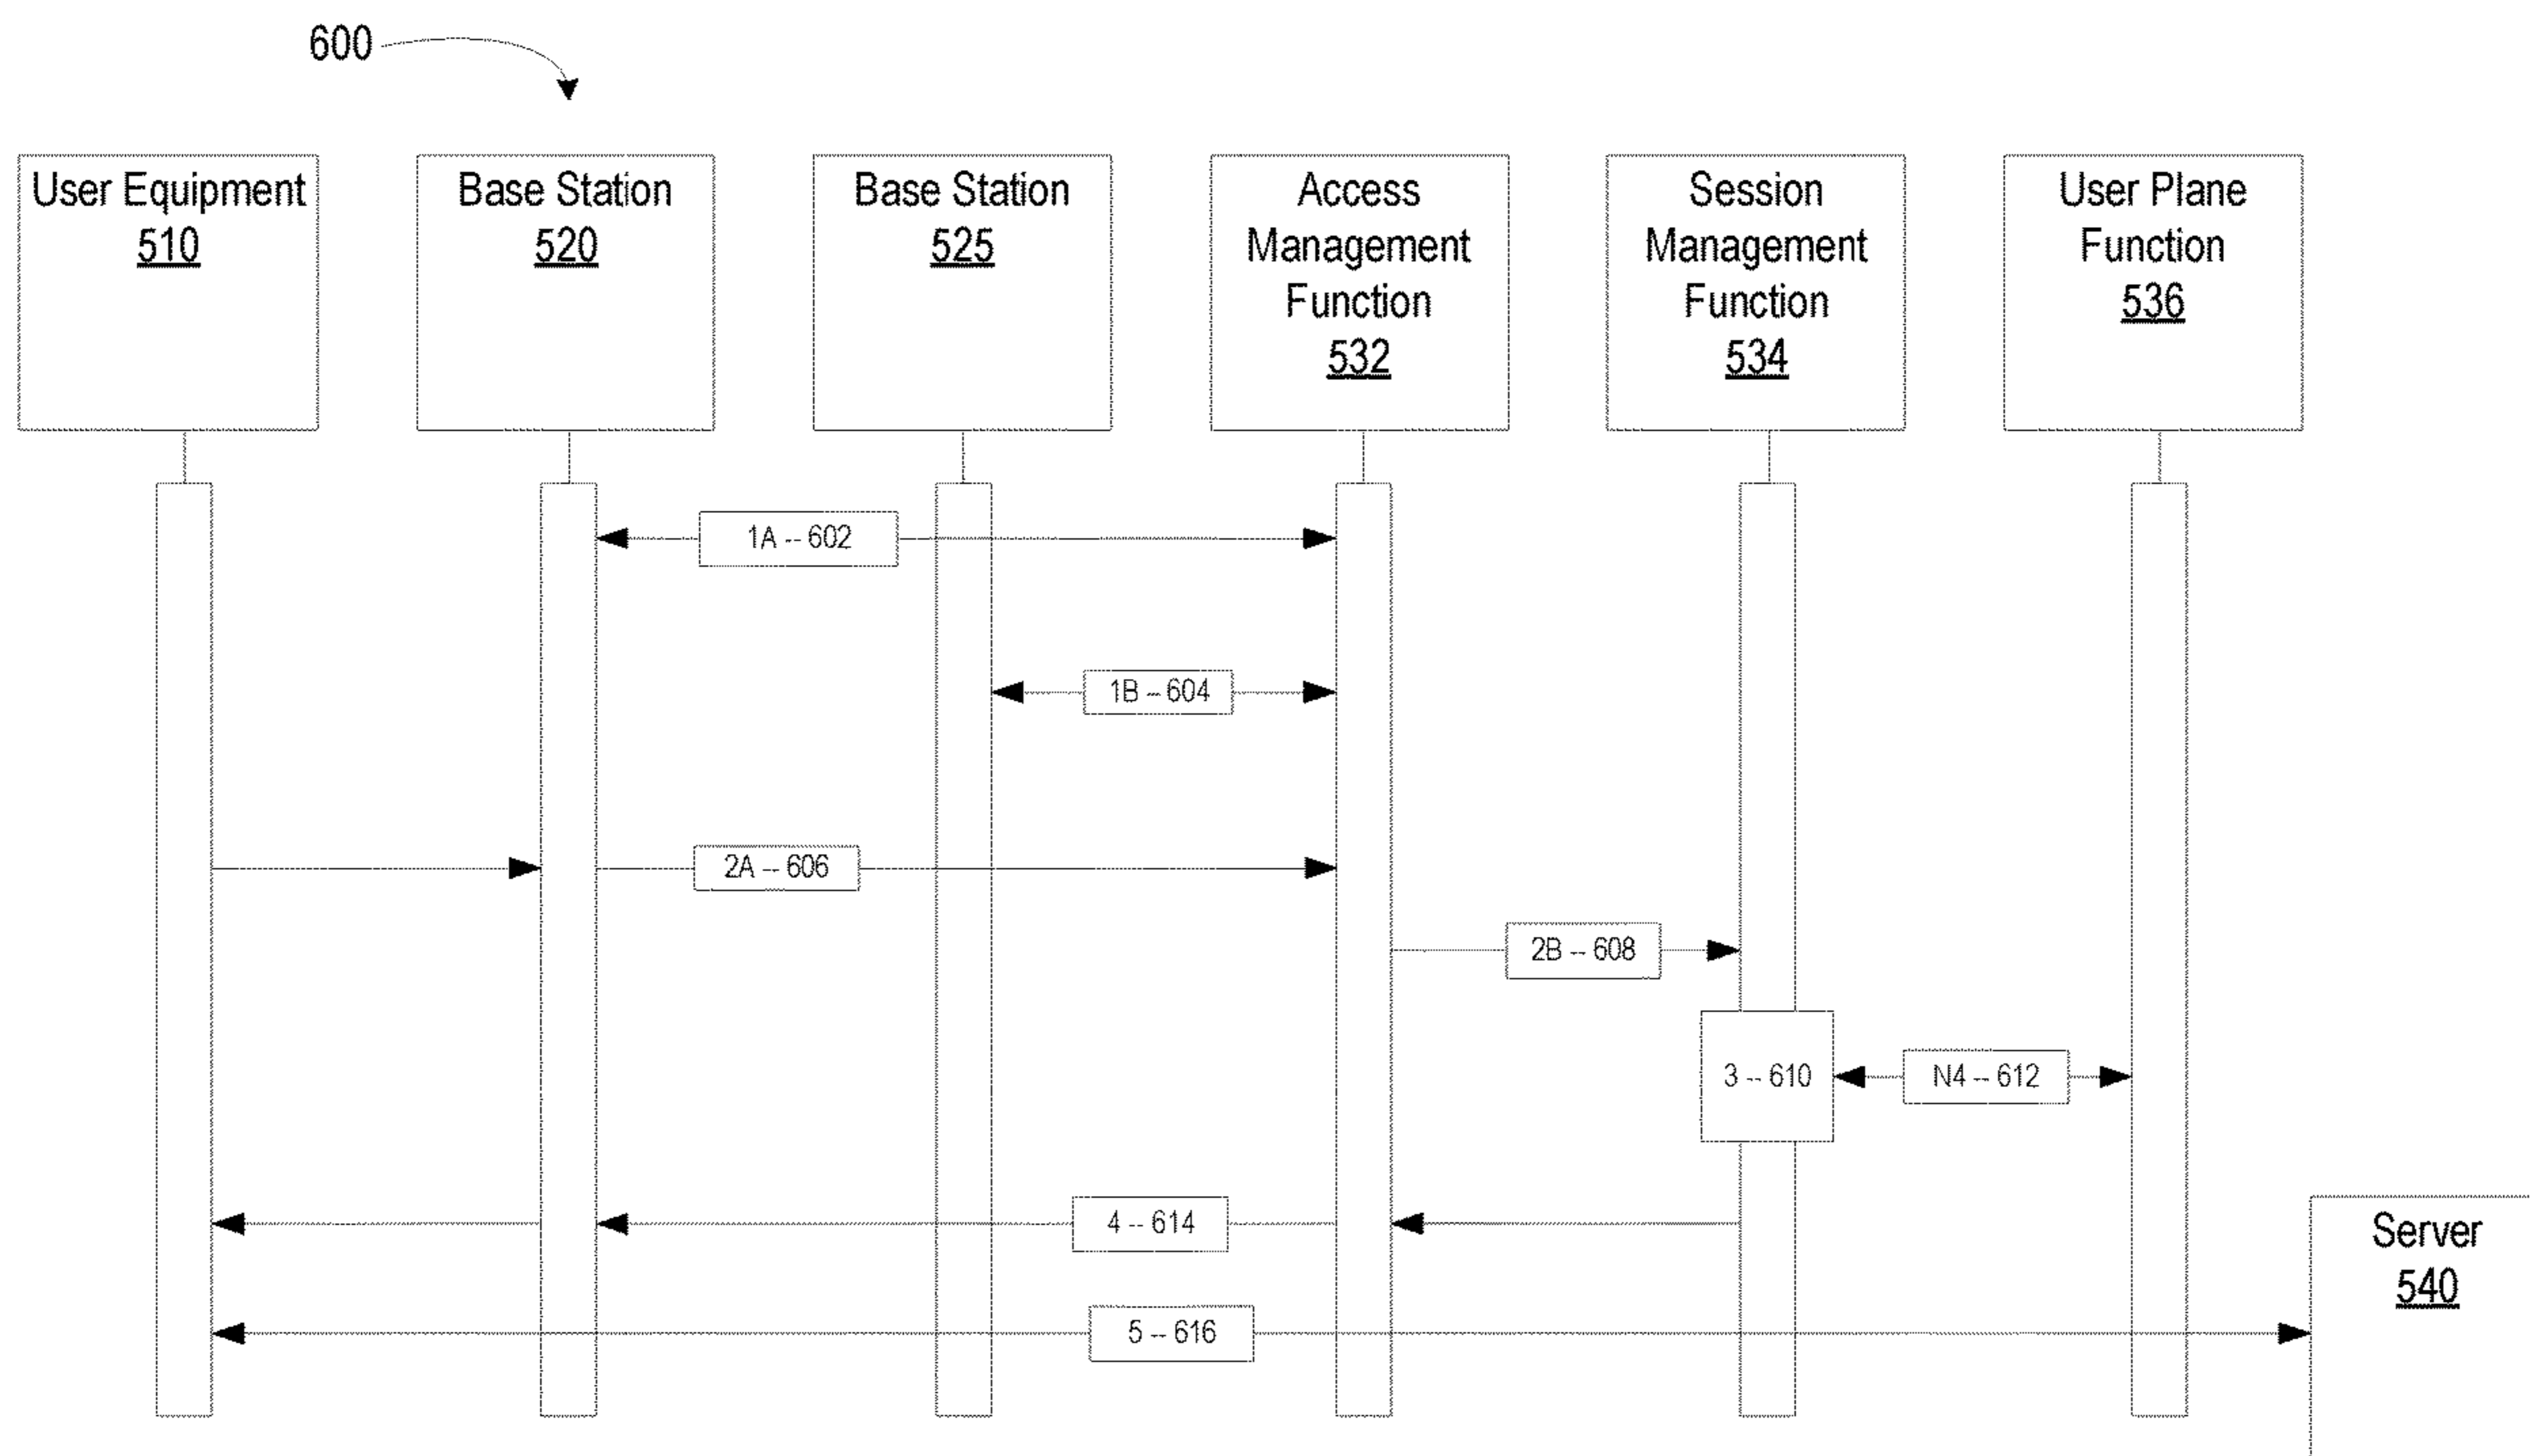 600
User Equipment
510
Base Station
520
Base Station
525
Access
Management
Function
532
Session
Management
Function
534
User Plane
Function
536
1A -- 602
1B -- 604
2A -- 606
2B -- 608
3 -- 610
N4 -- 612
4 -- 614
Server
540
5 -- 616